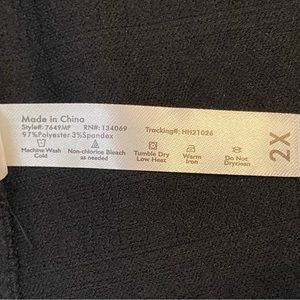 Made in China
Style#: 7649MP RN#: 134069 Tracking#: HH21026
97%Polyester 3%Spandex
Machine Wash Cold
Non-chlorine Bleach as needed
Tumble Dry Low Heat
Warm Iron
Do Not Dryclean
2X